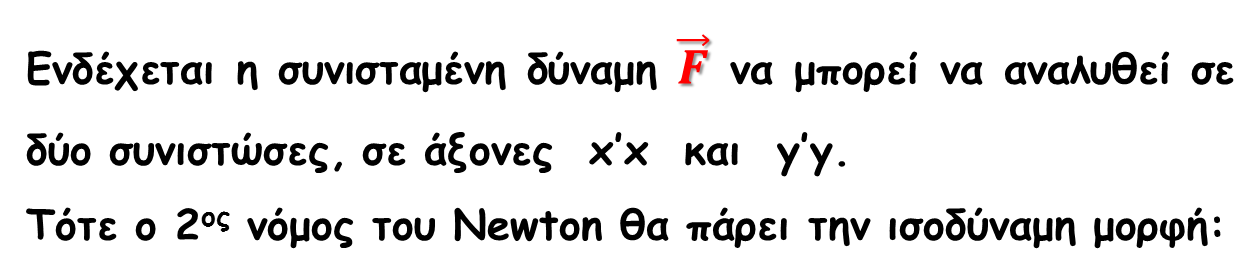 Ενδέχεται η συνισταμένη δύναμη \vec{F} να μπορεί να αναλυθεί σε
δύο συνιστώσες, σε άξονες x'x και y'y.
Τότε ο 2ος νόμος του Newton θα πάρει την ισοδύναμη μορφή: